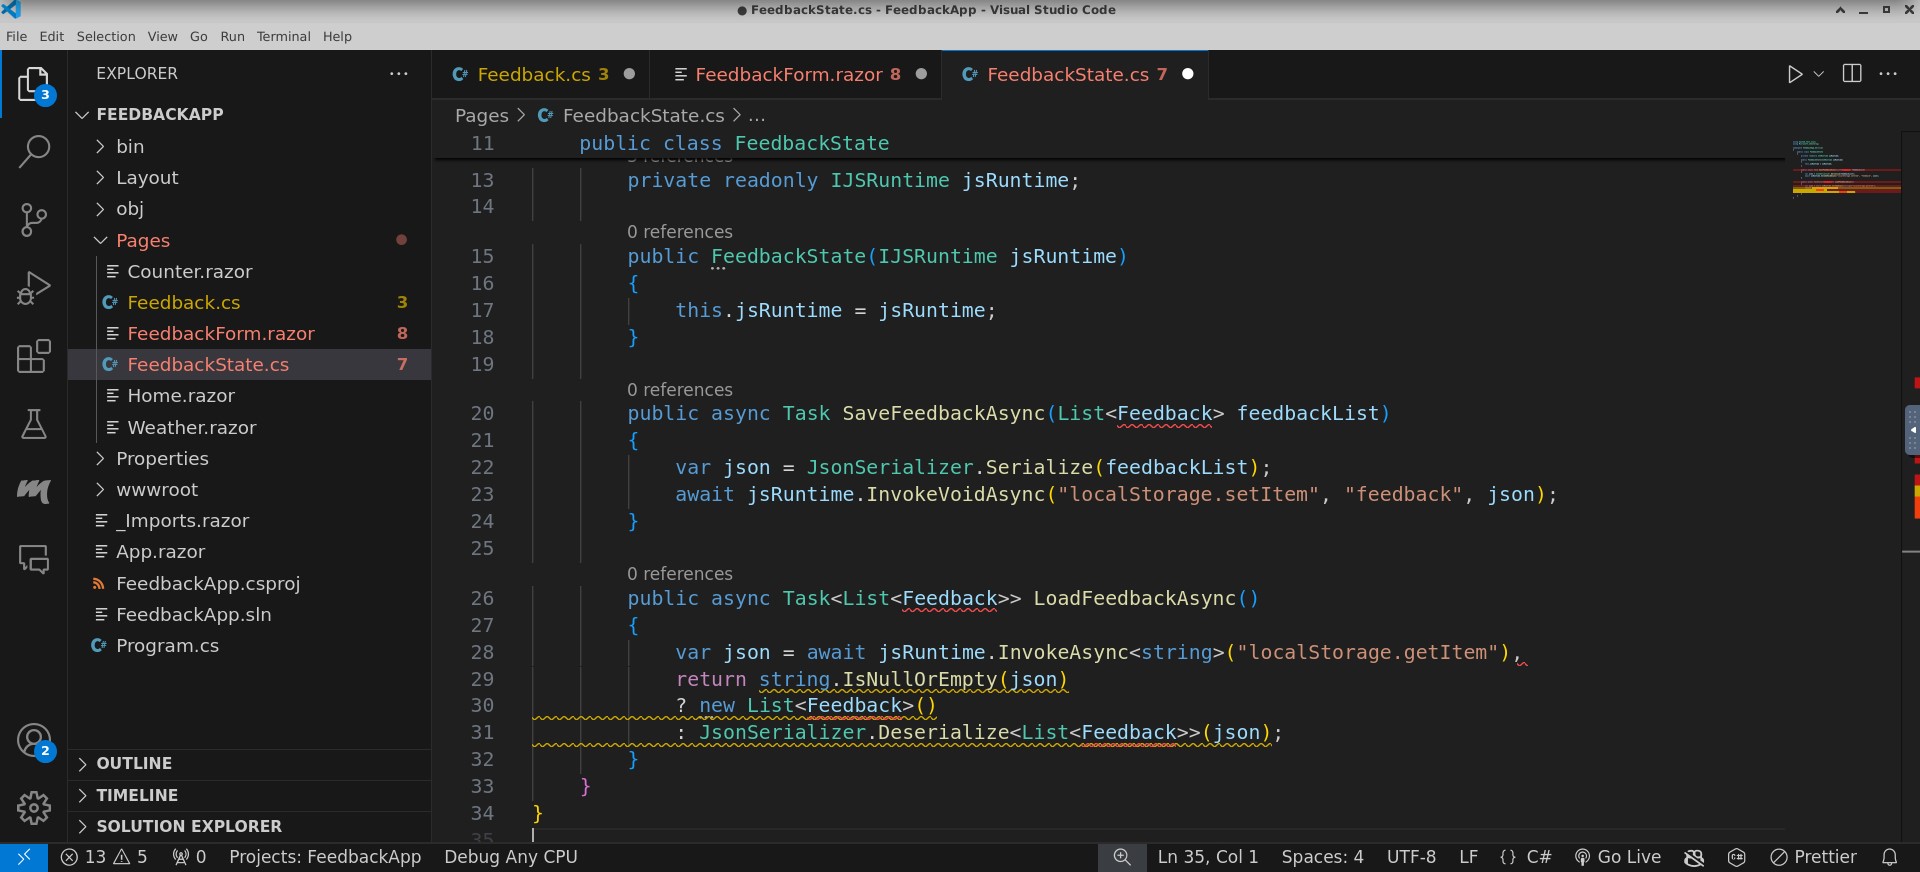 ● FeedbackState.cs - FeedbackApp - Visual Studio Code
File Edit Selection View Go Run Terminal Help
EXPLORER
3
FEEDBACKAPP
bin
Layout
obj
Pages
Counter.razor
Feedback.cs 3
FeedbackForm.razor 8
FeedbackState.cs 7
Home.razor
Weather.razor
Properties
wwwroot
_Imports.razor
App.razor
FeedbackApp.csproj
FeedbackApp.sln
Program.cs
2
OUTLINE
TIMELINE
SOLUTION EXPLORER
Feedback.cs 3 FeedbackForm.razor 8 FeedbackState.cs 7
Pages > FeedbackState.cs > ...
11 public class FeedbackState
13 private readonly IJSRuntime jsRuntime;
14
0 references
15 public FeedbackState(IJSRuntime jsRuntime)
16 {
17 this.jsRuntime = jsRuntime;
18 }
19
0 references
20 public async Task SaveFeedbackAsync(List<Feedback> feedbackList)
21 {
22 var json = JsonSerializer.Serialize(feedbackList);
23 await jsRuntime.InvokeVoidAsync("localStorage.setItem", "feedback", json);
24 }
25
0 references
26 public async Task<List<Feedback>> LoadFeedbackAsync()
27 {
28 var json = await jsRuntime.InvokeAsync<string>("localStorage.getItem"),
29 return string.IsNullOrEmpty(json)
30 ? new List<Feedback>()
31 : JsonSerializer.Deserialize<List<Feedback>>(json);
32 }
33 }
34 }
35
13 5 0 Projects: FeedbackApp Debug Any CPU Ln 35, Col 1 Spaces: 4 UTF-8 LF {} C# Go Live Prettier